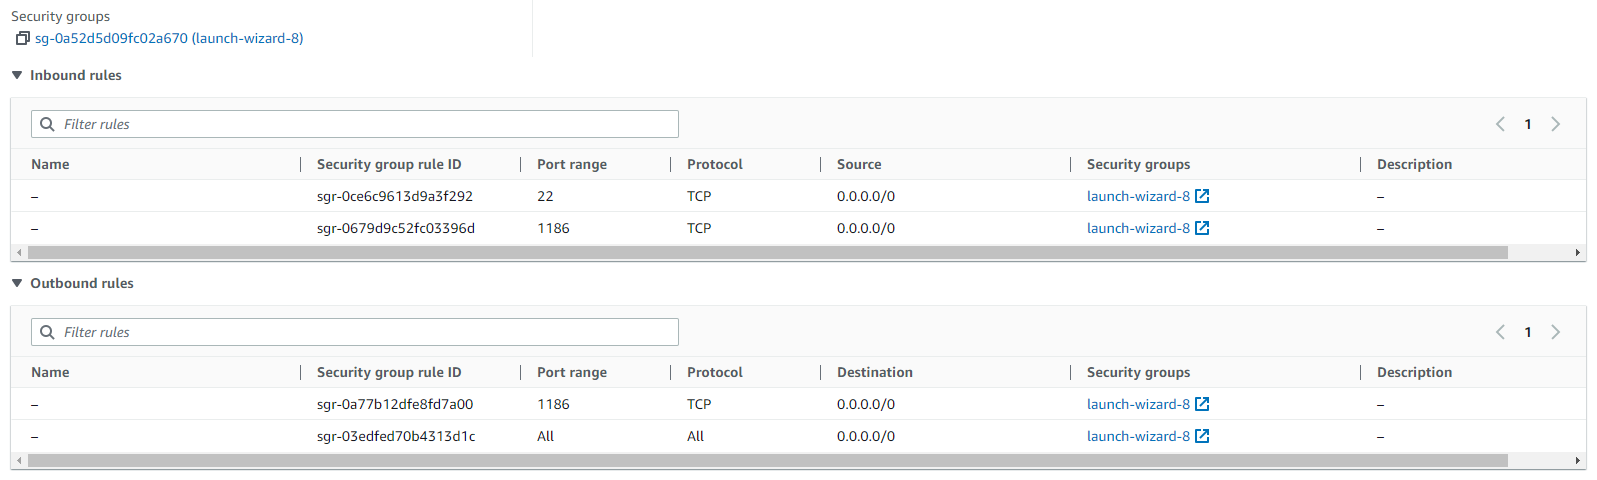 Security groups
sg-0a52d5d09fc02a670 (launch-wizard-8)
Inbound rules
Filter rules
1
Name Security group rule ID Port range Protocol Source Security groups Description
– sgr-0ce6c9613d9a3f292 22 TCP 0.0.0.0/0 launch-wizard-8 –
– sgr-0679d9c52fc03396d 1186 TCP 0.0.0.0/0 launch-wizard-8 –
Outbound rules
Filter rules
1
Name Security group rule ID Port range Protocol Destination Security groups Description
– sgr-0a77b12dfe8fd7a00 1186 TCP 0.0.0.0/0 launch-wizard-8 –
– sgr-03edfed70b4313d1c All All 0.0.0.0/0 launch-wizard-8 –